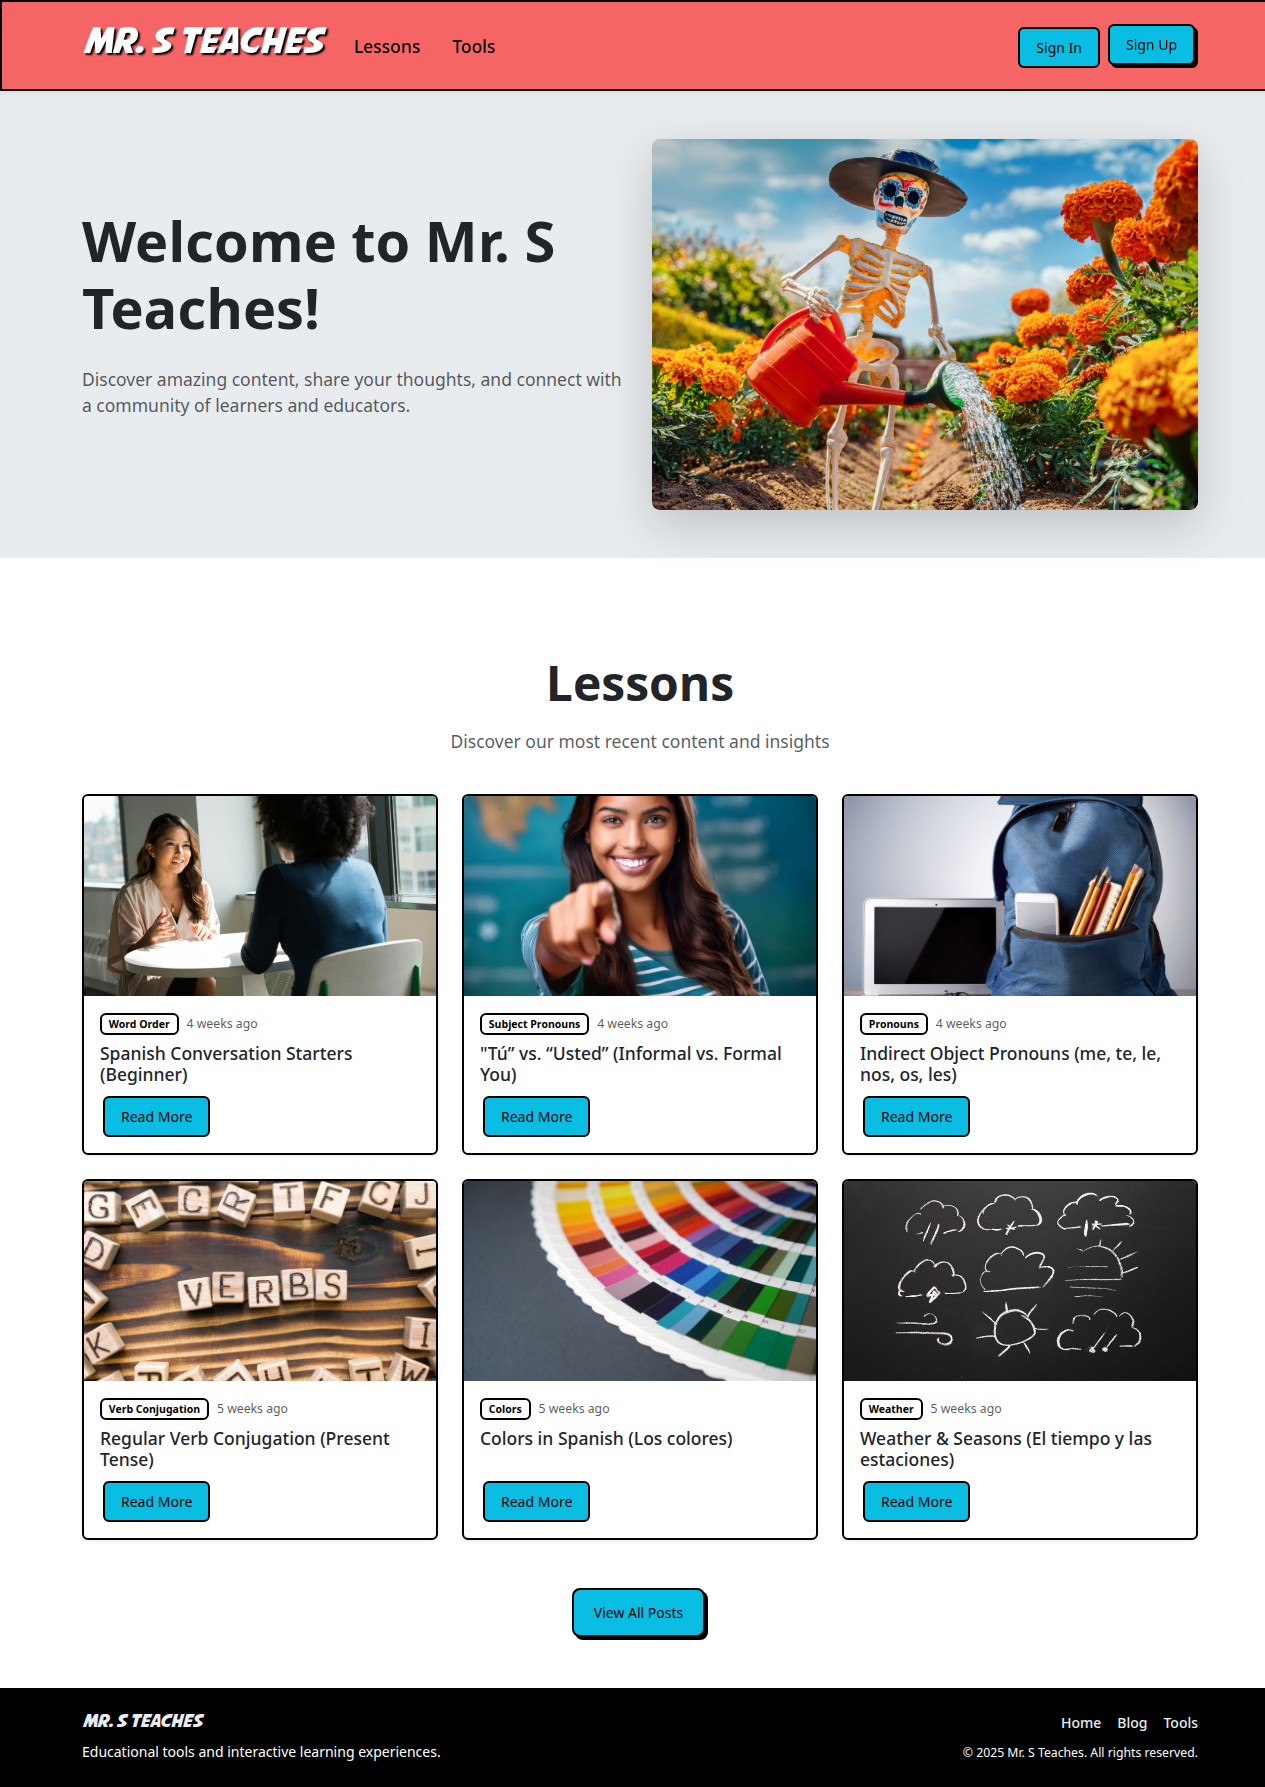 MR. S TEACHES
Lessons
Tools
Sign In
Sign Up
Welcome to Mr. S
Teaches!
Discover amazing content, share your thoughts, and connect with
a community of learners and educators.
Lessons
Discover our most recent content and insights
Word Order
4 weeks ago
Spanish Conversation Starters
(Beginner)
Read More
Subject Pronouns
4 weeks ago
"Tú” vs. “Usted” (Informal vs. Formal
You)
Read More
Pronouns
4 weeks ago
Indirect Object Pronouns (me, te, le,
nos, os, les)
Read More
G E C R T F C J
D
I
VERBS
K
I
W
Verb Conjugation
5 weeks ago
Regular Verb Conjugation (Present
Tense)
Read More
Colors
5 weeks ago
Colors in Spanish (Los colores)
Read More
Weather
5 weeks ago
Weather & Seasons (El tiempo y las
estaciones)
Read More
View All Posts
MR. S TEACHES
Educational tools and interactive learning experiences.
Home
Blog
Tools
© 2025 Mr. S Teaches. All rights reserved.